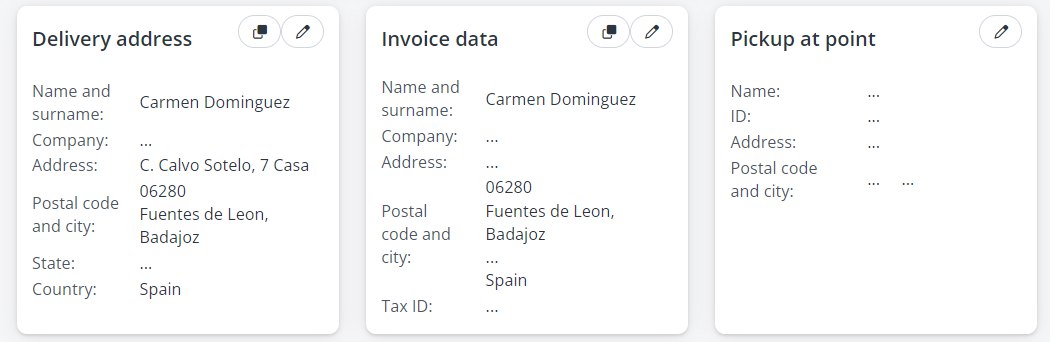 Delivery address
Name and
surname:
Carmen Dominguez
Company:
...
Address:
C. Calvo Sotelo, 7 Casa
Postal code
and city:
06280
Fuentes de Leon,
Badajoz
State:
...
Country:
Spain
Invoice data
Name and
surname:
Carmen Dominguez
Company:
...
Address:
...
Postal
code and
city:
06280
Fuentes de Leon,
Badajoz
...
Spain
Tax ID:
...
Pickup at point
Name:
...
ID:
...
Address:
...
Postal code
and city:
... ...